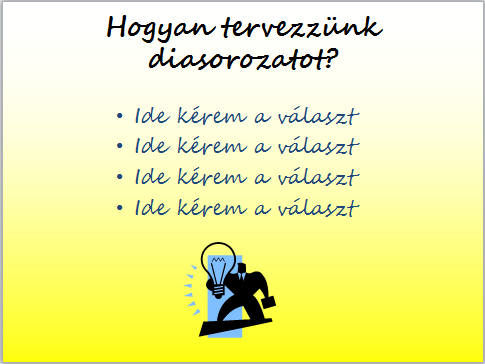 Hogyan tervezzünk
diasorozatot?
• Ide kérem a választ
• Ide kérem a választ
• Ide kérem a választ
• Ide kérem a választ